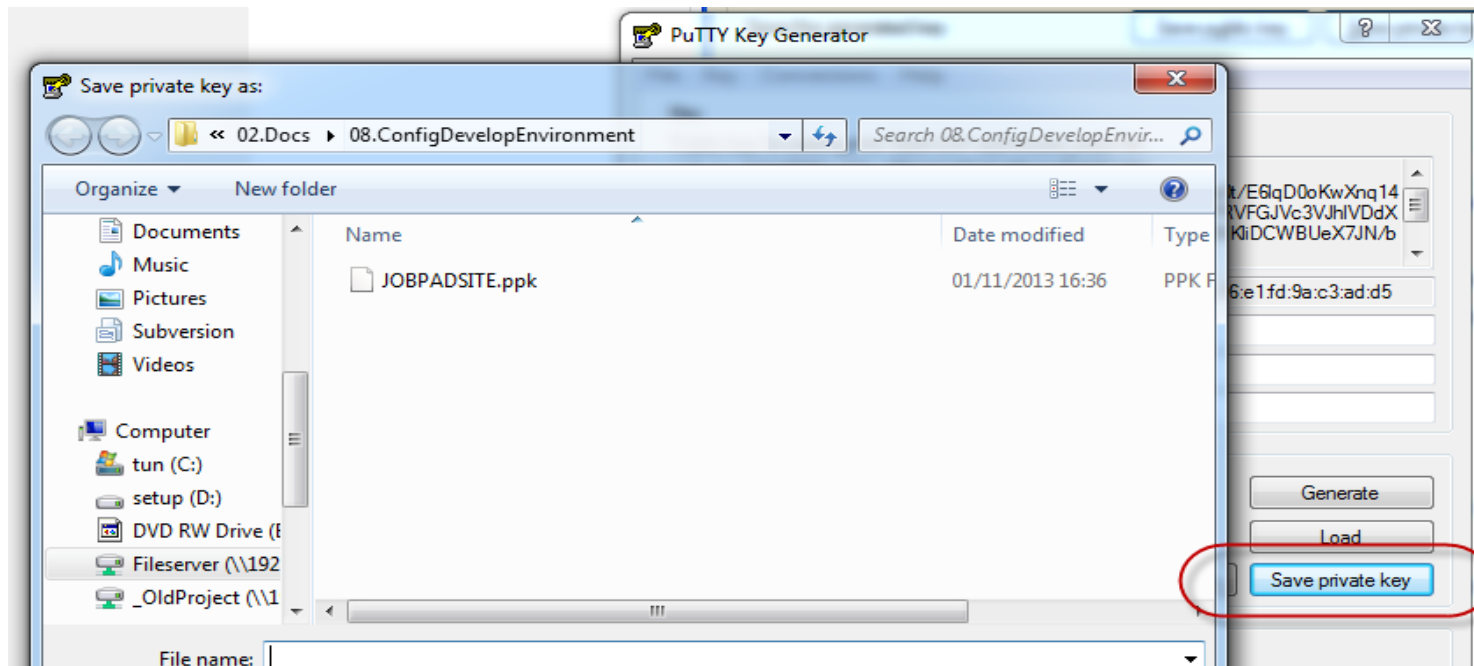 PuTTY Key Generator
Save private key as:
« 02.Docs ▸ 08.ConfigDevelopEnvironment
Search 08.ConfigDevelopEnvir...
Organize
New folder
Documents
Music
Pictures
Subversion
Videos
Computer
tun (C:)
setup (D:)
DVD RW Drive (
Fileserver (\\192
_OldProject (\\1
Name
Date modified
Type
JOBPADSITE.ppk
01/11/2013 16:36
PPK F
t/E6lqD0oKwXnq14
VFGJVc3VJhIVDdX
KliDCWBUeX7JN/b
6:e1:fd:9a:c3:ad:d5
Generate
Load
Save private key
File name: